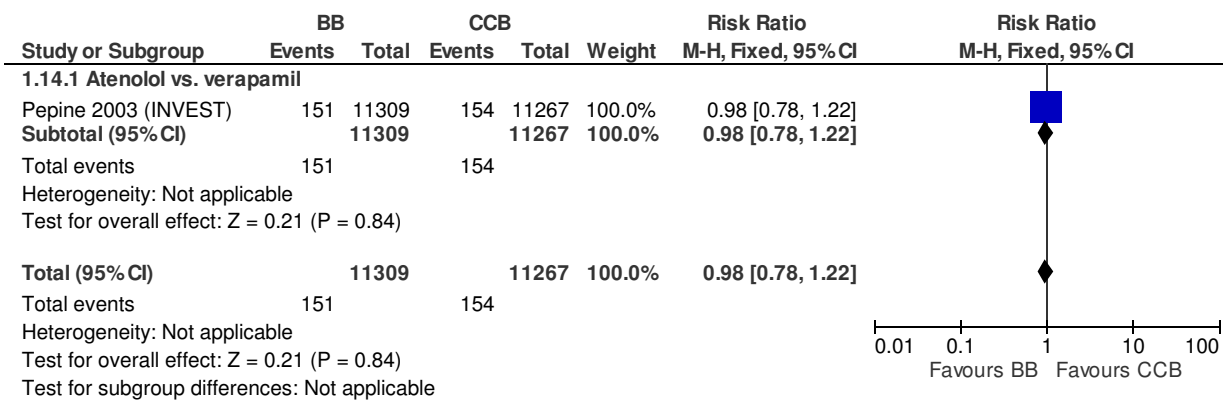 BB CCB Risk Ratio Risk Ratio
Study or Subgroup Events Total Events Total Weight M-H, Fixed, 95% CI M-H, Fixed, 95% CI
1.14.1 Atenolol vs. verapamil
Pepine 2003 (INVEST) 151 11309 154 11267 100.0% 0.98 [0.78, 1.22]
Subtotal (95% CI) 11309 11267 100.0% 0.98 [0.78, 1.22]
Total events 151 154
Heterogeneity: Not applicable
Test for overall effect: Z = 0.21 (P = 0.84)
Total (95% CI) 11309 11267 100.0% 0.98 [0.78, 1.22]
Total events 151 154
Heterogeneity: Not applicable
Test for overall effect: Z = 0.21 (P = 0.84)
Test for subgroup differences: Not applicable
0.01 0.1 1 10 100
Favours BB Favours CCB